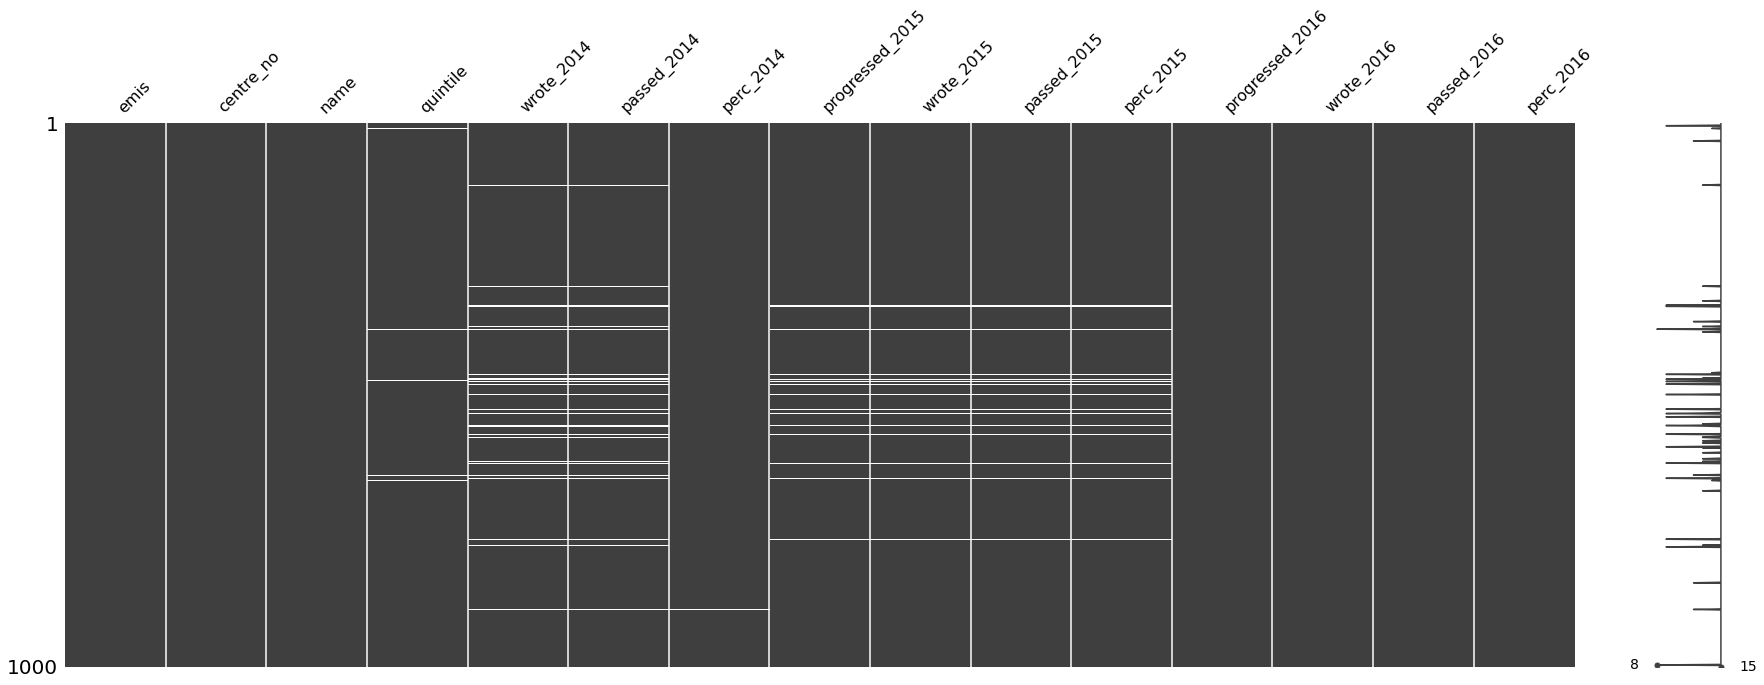 emis
centre_no
name
quintile
wrote_2014
passed_2014
perc_2014
progressed_2015
wrote_2015
passed_2015
perc_2015
progressed_2016
wrote_2016
passed_2016
perc_2016
1
1000
8
15